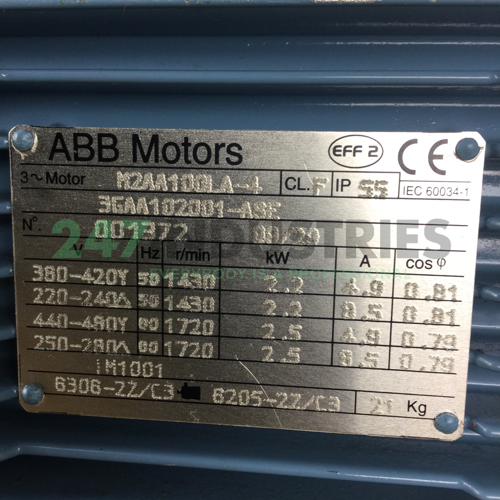 ABB Motors EFF 2 CE
3~Motor M2AA100LA-4 CL. F IP 55 IEC 60034-1
3GAA102001-ASE
N°. 001372
V Hz r/min kW A cos φ
380-420Y 50 1430 2.2 4.9 0.81
220-240Δ 50 1430 2.2 8.5 0.81
440-480Y 60 1720 2.5 4.9 0.79
250-280Δ 60 1720 2.5 8.5 0.79
IM1001
6306-2Z/C3 6205-2Z/C3 21 Kg
247 INDUSTRIES